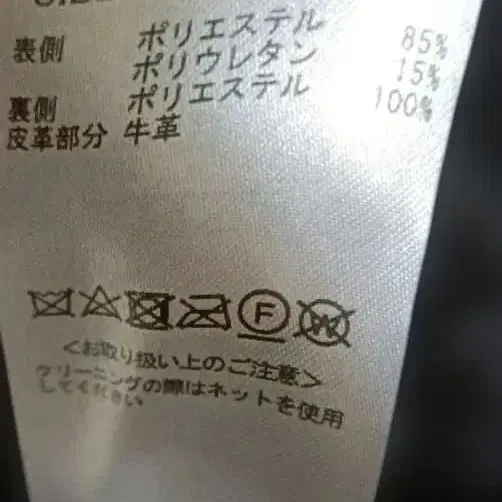 表側 ポリエステル 85%
ポリウレタン 15%
裏側 ポリエステル 100%
皮革部分 牛革
F W
<お取り扱い上のご注意>
クリーニングの際はネットを使用
してください